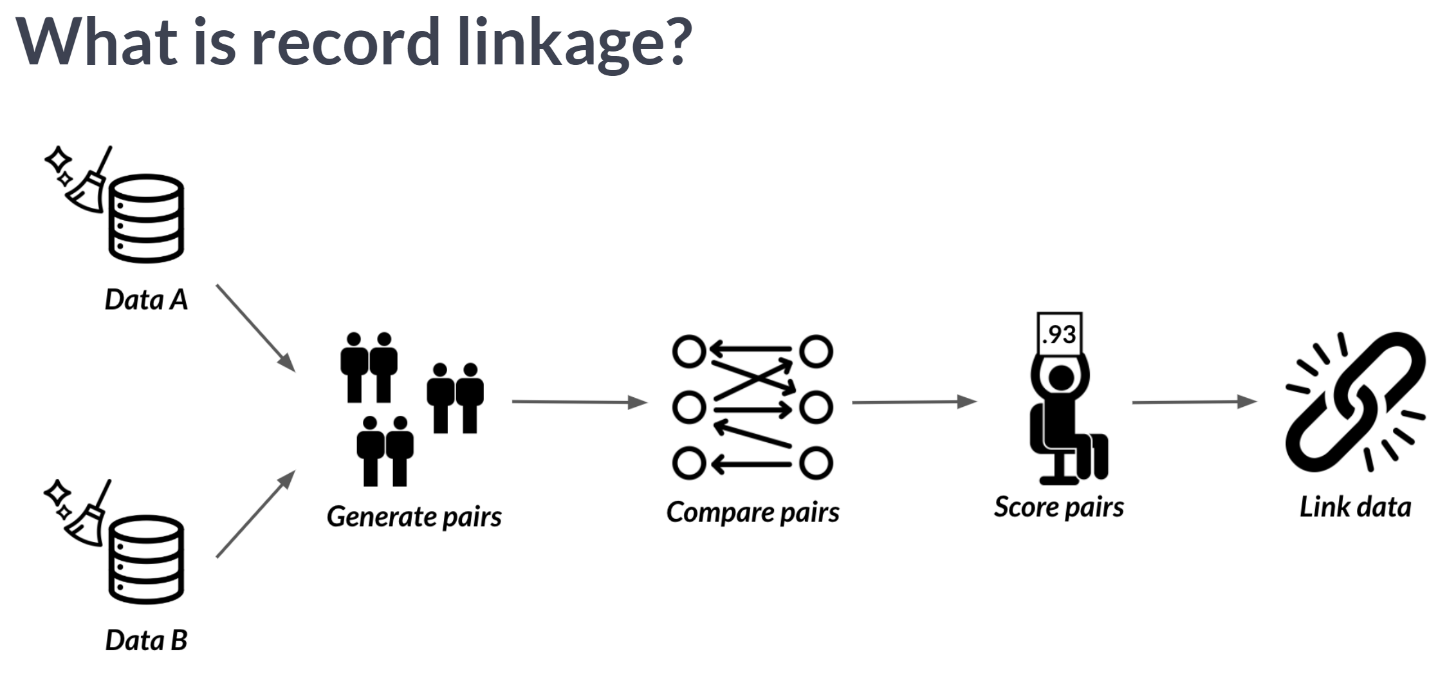 What is record linkage?
Data A
Data B
Generate pairs
Compare pairs
.93
Score pairs
Link data